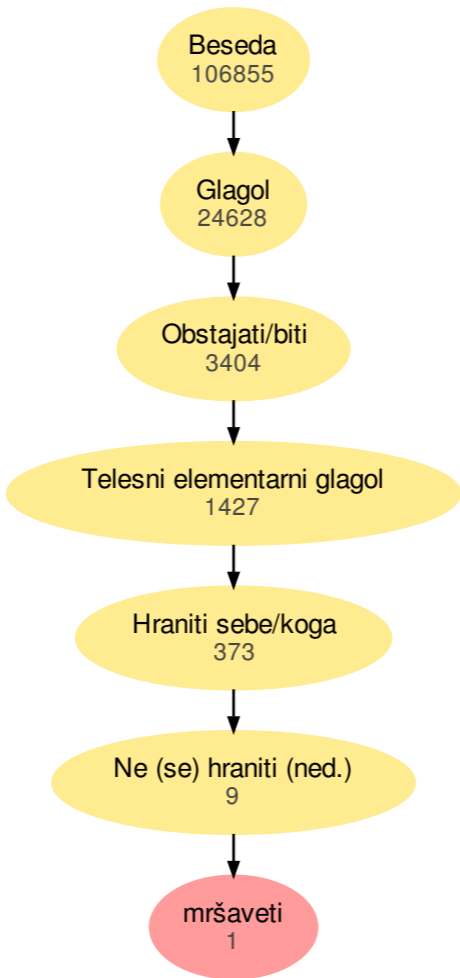 Beseda
106855
Glagol
24628
Obstajati/biti
3404
Telesni elementarni glagol
1427
Hraniti sebe/koga
373
Ne (se) hraniti (ned.)
9
mršaveti
1